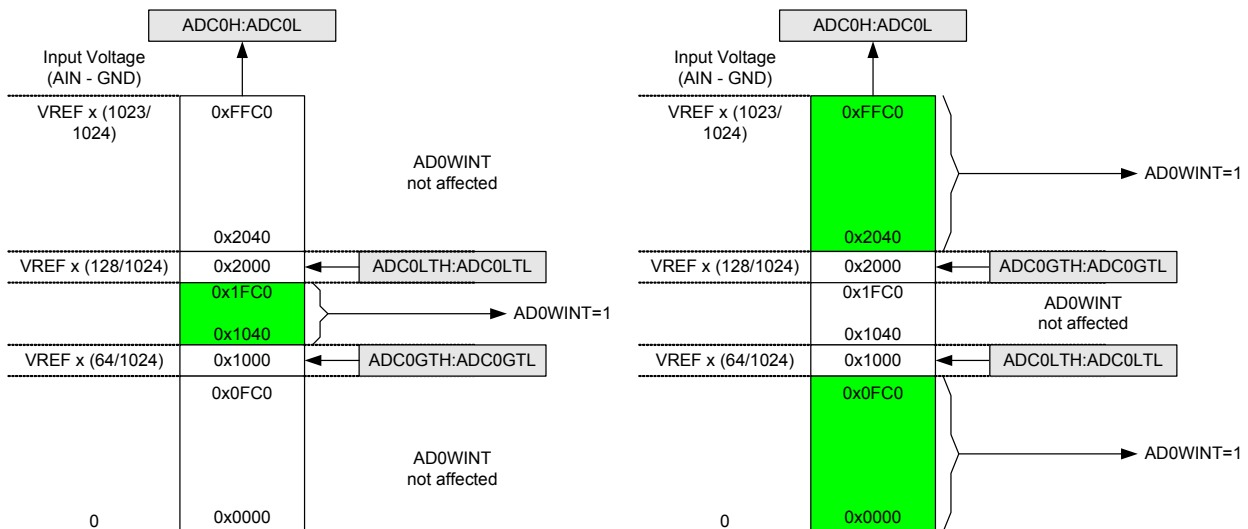 ADC0H:ADC0L
Input Voltage
(AIN - GND)
VREF x (1023/
1024)
0xFFC0
AD0WINT
not affected
0x2040
VREF x (128/1024)
0x2000
ADC0LTH:ADC0LTL
0x1FC0
AD0WINT=1
0x1040
VREF x (64/1024)
0x1000
ADC0GTH:ADC0GTL
0x0FC0
AD0WINT
not affected
0
0x0000
ADC0H:ADC0L
Input Voltage
(AIN - GND)
VREF x (1023/
1024)
0xFFC0
AD0WINT=1
0x2040
VREF x (128/1024)
0x2000
ADC0GTH:ADC0GTL
0x1FC0
AD0WINT
not affected
0x1040
VREF x (64/1024)
0x1000
ADC0LTH:ADC0LTL
0x0FC0
AD0WINT=1
0
0x0000